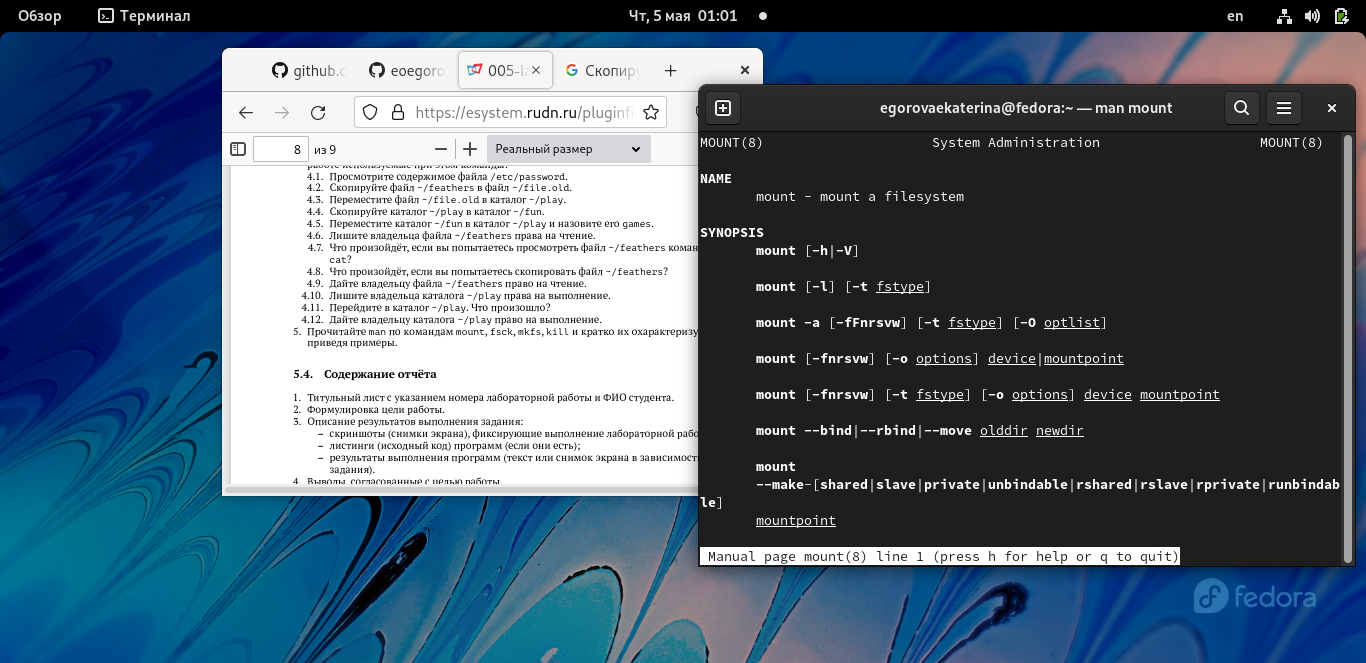 Обзор Терминал Чт, 5 мая 01:01 en
github.c eoegoro 005-la Скопиру
https://esystem.rudn.ru/pluginfi
8 из 9 Реальный размер
работе используемые при этом команды:
4.1. Просмотрите содержимое файла /etc/password.
4.2. Скопируйте файл ~/feathers в файл ~/file.old.
4.3. Переместите файл ~/file.old в каталог ~/play.
4.4. Скопируйте каталог ~/play в каталог ~/fun.
4.5. Переместите каталог ~/fun в каталог ~/play и назовите его games.
4.6. Лишите владельца файла ~/feathers права на чтение.
4.7. Что произойдёт, если вы попытаетесь просмотреть файл ~/feathers коман
cat?
4.8. Что произойдёт, если вы попытаетесь скопировать файл ~/feathers?
4.9. Дайте владельцу файла ~/feathers право на чтение.
4.10. Лишите владельца каталога ~/play права на выполнение.
4.11. Перейдите в каталог ~/play. Что произошло?
4.12. Дайте владельцу каталога ~/play право на выполнение.
5. Прочитайте man по командам mount, fsck, mkfs, kill и кратко их охарактеризу
приведя примеры.
5.4. Содержание отчёта
1. Титульный лист с указанием номера лабораторной работы и ФИО студента.
2. Формулировка цели работы.
3. Описание результатов выполнения задания:
– скриншоты (снимки экрана), фиксирующие выполнение лабораторной рабо
– листинги (исходный код) программ (если они есть);
– результаты выполнения программ (текст или снимок экрана в зависимост
задания).
4. Выводы, согласованные с целью работы.
egorovaekaterina@fedora:~ — man mount
MOUNT(8) System Administration MOUNT(8)
NAME
mount - mount a filesystem
SYNOPSIS
mount [-h|-V]
mount [-l] [-t fstype]
mount -a [-fFnrsvw] [-t fstype] [-O optlist]
mount [-fnrsvw] [-o options] device|mountpoint
mount [-fnrsvw] [-t fstype] [-o options] device mountpoint
mount --bind|--rbind|--move olddir newdir
mount
--make-[shared|slave|private|unbindable|rshared|rslave|rprivate|runbindab
le]
mountpoint
Manual page mount(8) line 1 (press h for help or q to quit)
fedora